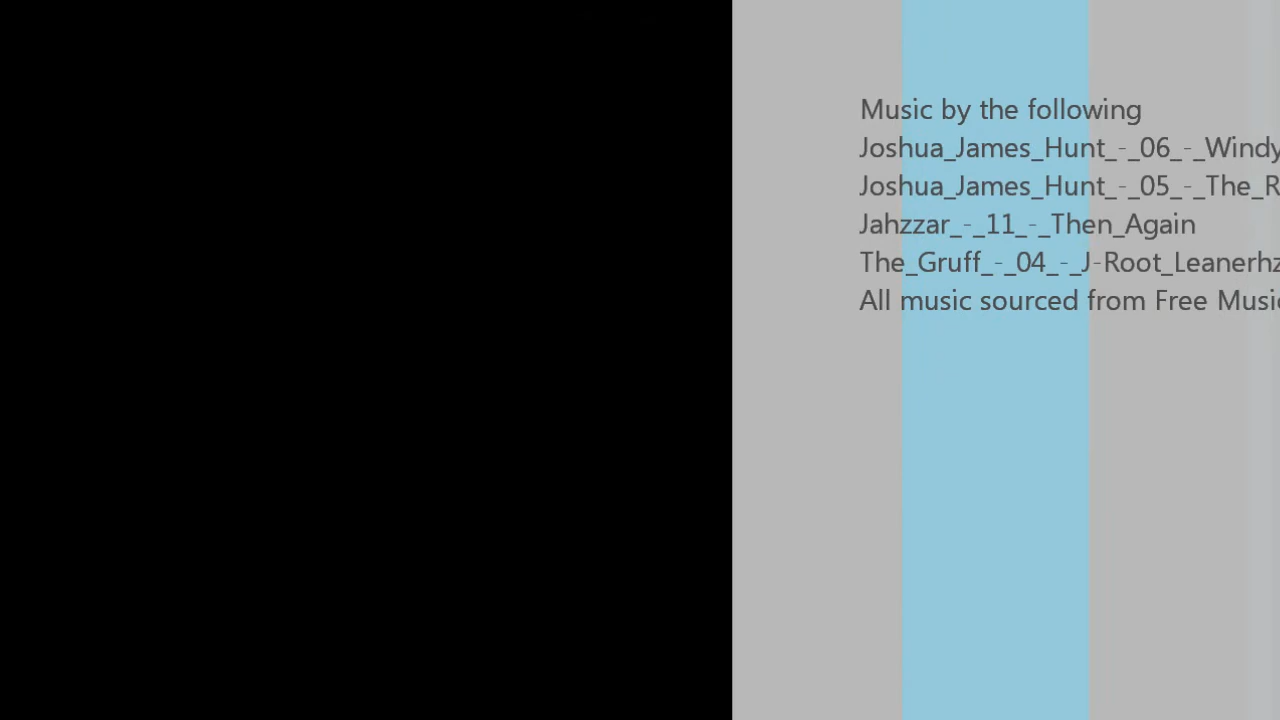 Music by the following
Joshua_James_Hunt_-_06_-_Windy
Joshua_James_Hunt_-_05_-_The_R
Jahzzar_-_11_-_Then_Again
The_Gruff_-_04_-_J-Root_Leanerhz
All music sourced from Free Music